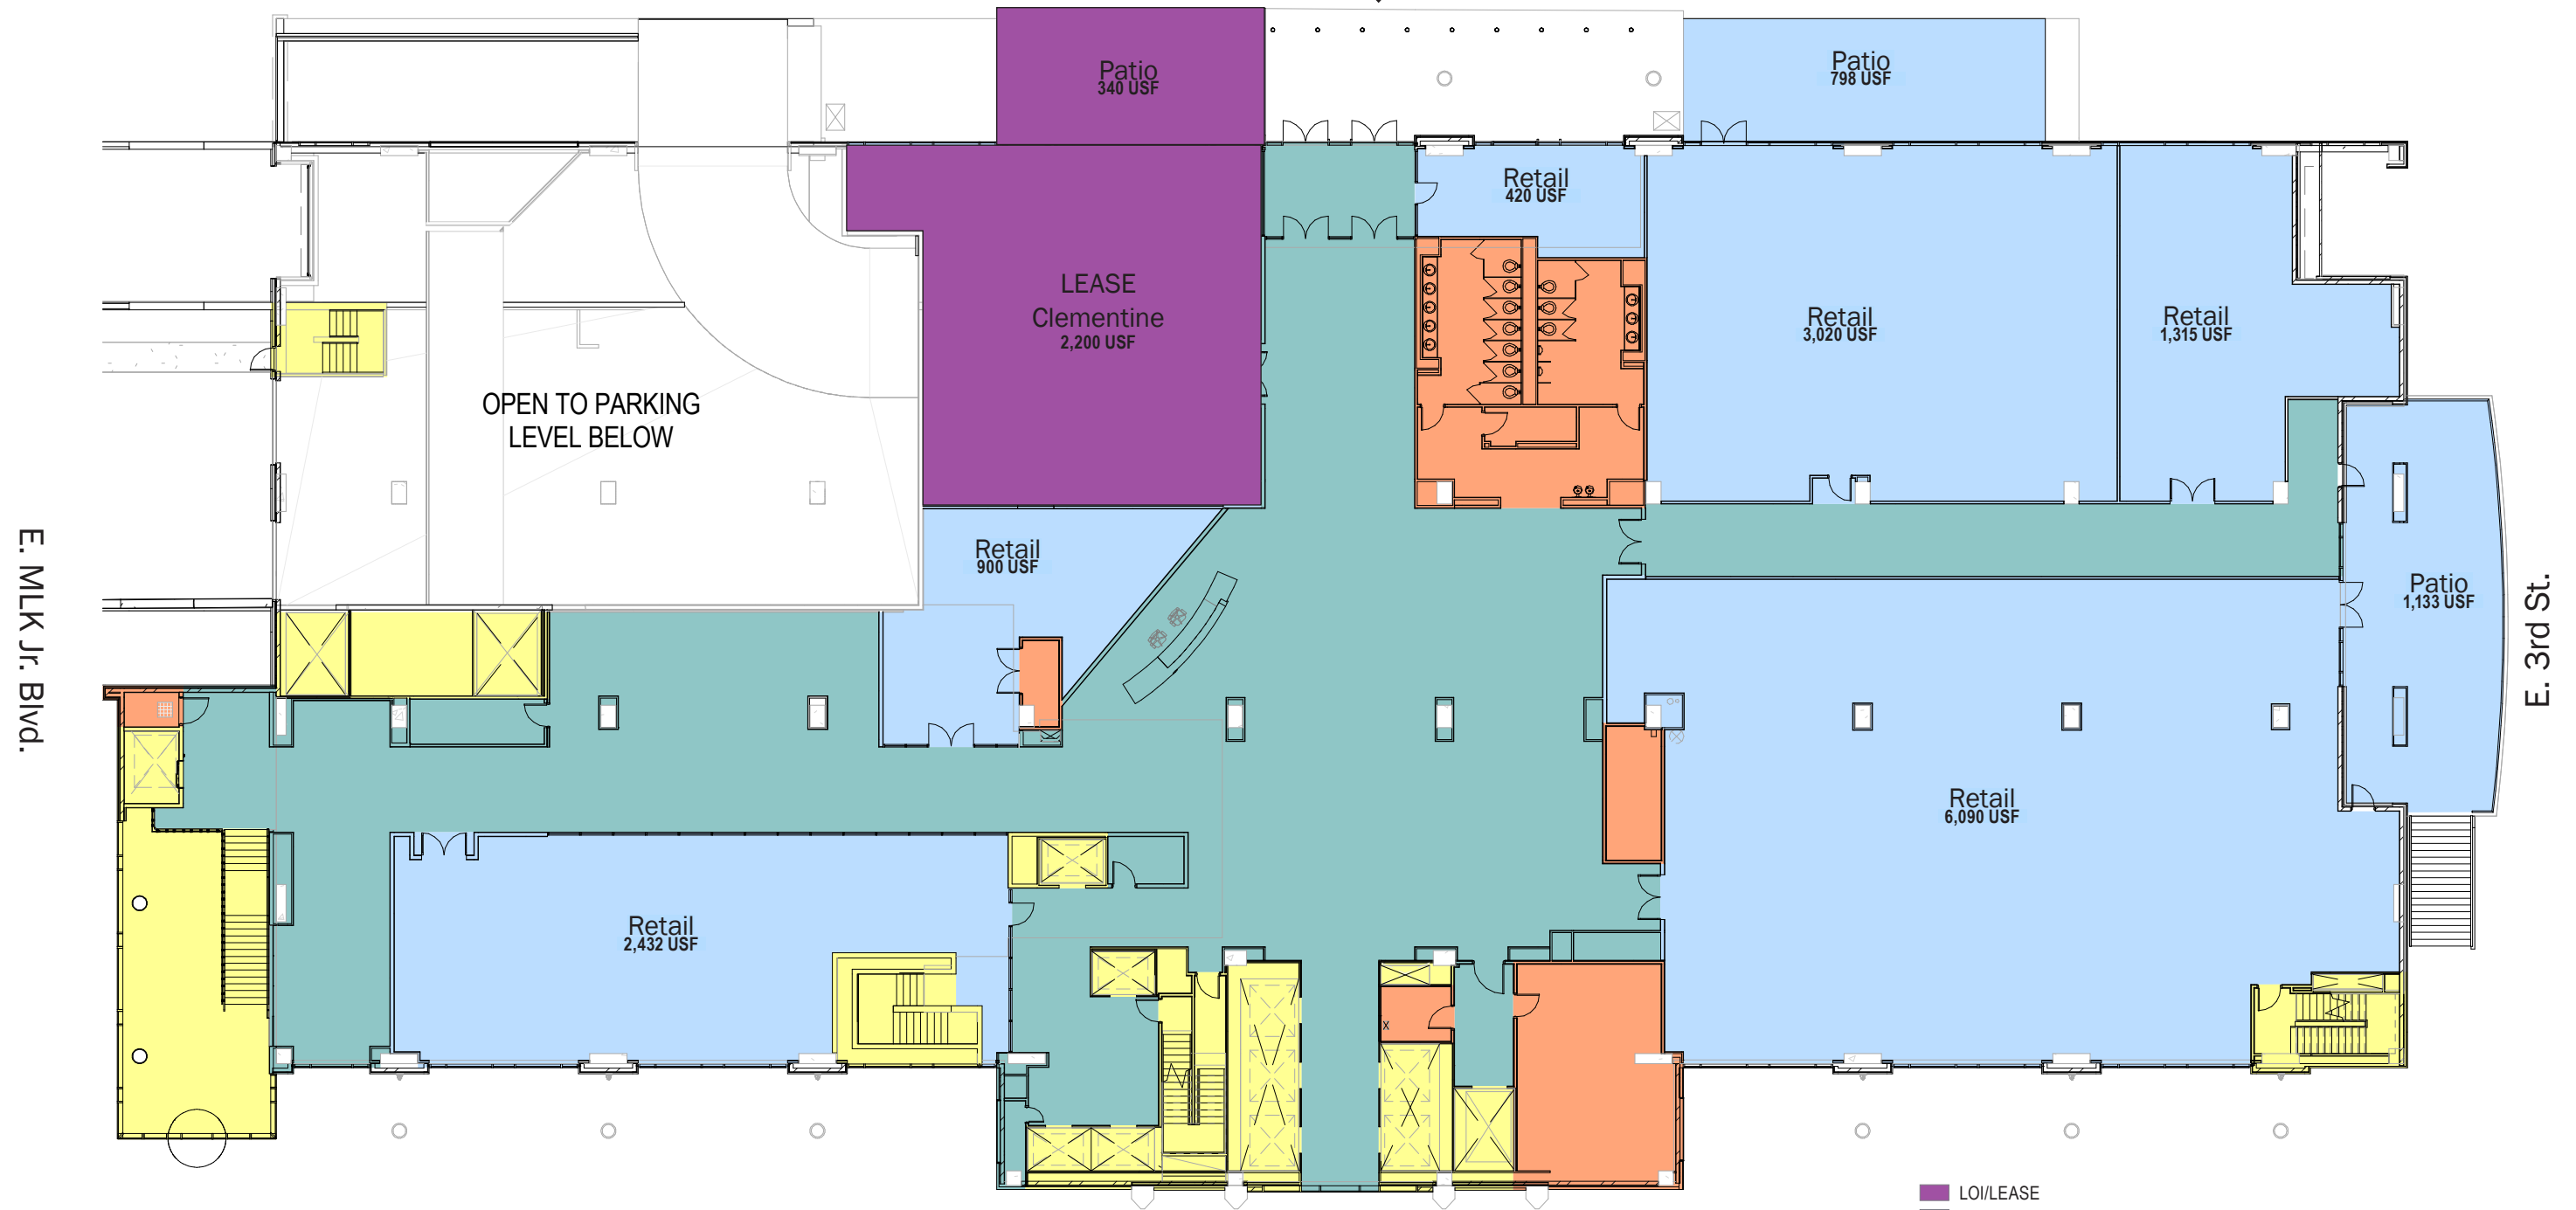 Patio
340 USF
Patio
798 USF
Retail
420 USF
LEASE
Clementine
2,200 USF
Retail
3,020 USF
Retail
1,315 USF
OPEN TO PARKING
LEVEL BELOW
Retail
900 USF
Patio
1,133 USF
E. MLK Jr. Blvd.
E. 3rd St.
Retail
6,090 USF
Retail
2,432 USF
X
LOI/LEASE